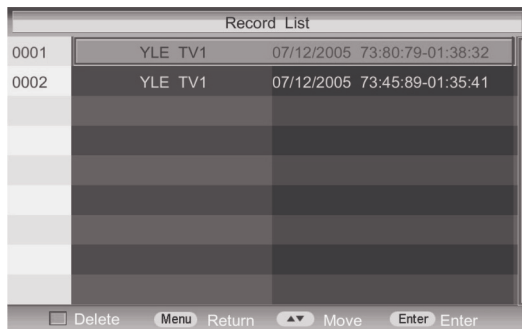 Record List
0001 YLE TV1 07/12/2005 73:80:79-01:38:32
0002 YLE TV1 07/12/2005 73:45:89-01:35:41
Delete Menu Return ▲▼ Move Enter Enter